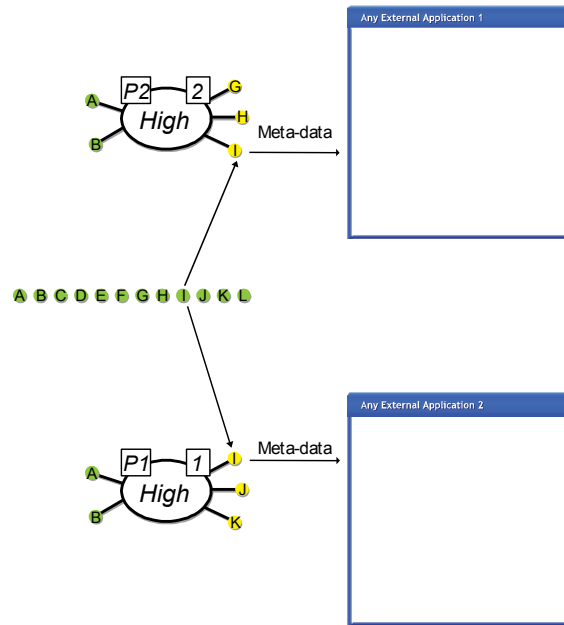 Any External Application 1
P2 2 G
A
High H
B
I
Meta-data
A B C D E F G H I J K L
Any External Application 2
P1 1 I
Meta-data
A
High J
B
K